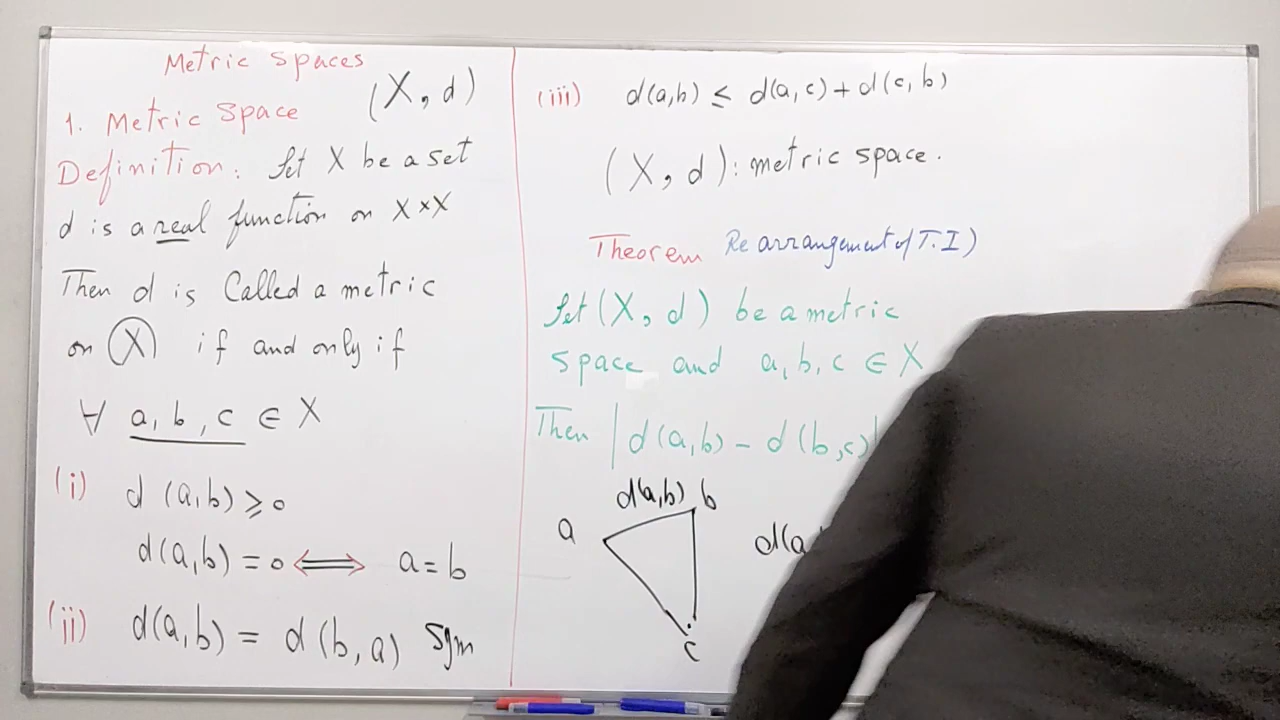 Metric Spaces
1. Metric Space (X, d)
Definition: Let X be a set
d is a real function on X×X
Then d is Called a metric
on X if and only if
∀ a, b, c ∈ X
(i) d(a,b) ≥ 0
d(a,b) = 0 ⟺ a = b
(ii) d(a,b) = d(b,a) Sym
(iii) d(a,b) ≤ d(a,c) + d(c,b)
(X, d): metric space.
Theorem Rearrangement of T.I)
Let (X, d) be a metric
space and a, b, c ∈ X
Then |d(a,b) - d(b,c)|
d(a,b) b
a d(a,
c